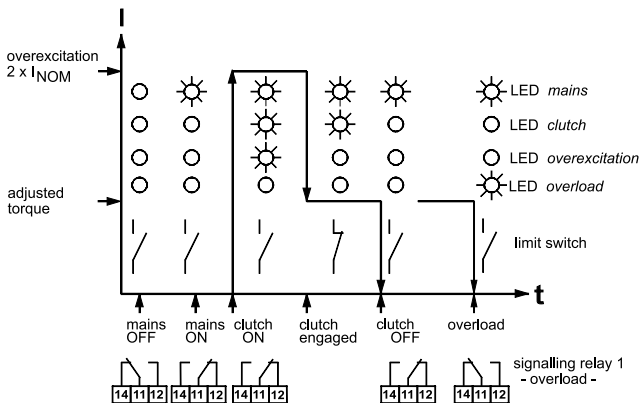 I
overexcitation
2 x INOM
LED mains
LED clutch
LED overexcitation
LED overload
adjusted
torque
limit switch
t
mains
OFF
mains
ON
clutch
ON
clutch
engaged
clutch
OFF
overload
signalling relay 1
- overload -
14 11 12
14 11 12
14 11 12
14 11 12
14 11 12